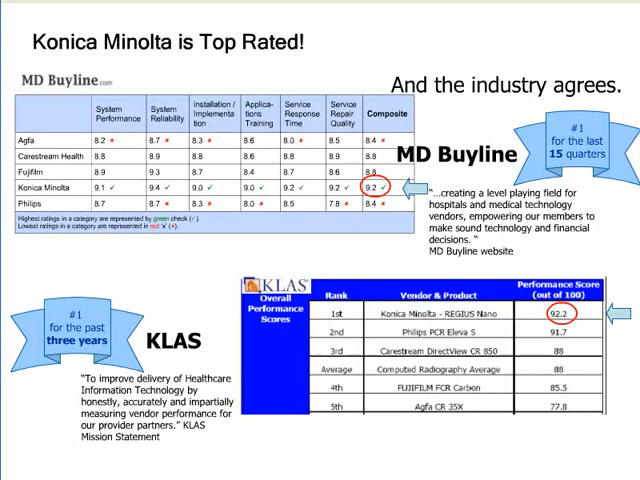 Konica Minolta is Top Rated!
MD Buyline.com
And the industry agrees.
System Performance System Reliability Installation / Implementa tion Applica- tions Training Service Response Time Service Repair Quality Composite
Agfa 8.2 × 8.7 × 8.3 × 8.6 8.0 × 8.5 8.4 ×
Carestream Health 8.8 8.9 8.8 8.8 8.8 8.9 8.8
Fujifilm 8.9 9.3 8.7 8.4 8.7 8.6 8.8
Konica Minolta 9.1 ✓ 9.4 ✓ 9.0 ✓ 9.0 ✓ 9.2 ✓ 9.2 ✓ 9.2 ✓
Philips 8.7 8.7 × 8.3 × 8.0 × 8.5 7.8 × 8.4 ×
Highest ratings in a category are represented by green check (✓).
Lowest ratings in a category are represented in red 'x' (×).
MD Buyline
#1
for the last
15 quarters
"…creating a level playing field for
hospitals and medical technology
vendors, empowering our members to
make sound technology and financial
decisions. "
MD Buyline website
#1
for the past
three years
KLAS
"To improve delivery of Healthcare
Information Technology by
honestly, accurately and impartially
measuring vendor performance for
our provider partners." KLAS
Mission Statement
KLAS
Overall
Performance
Scores
Rank Vendor & Product Performance Score (out of 100)
1st Konica Minolta - REGIUS Nano 92.2
2nd Philips PCR Eleva S 91.7
3rd Carestream DirectView CR 850 88
Average Computed Radiography Average 88
4th FUJIFILM FCR Carbon 85.5
5th Agfa CR 35X 77.8